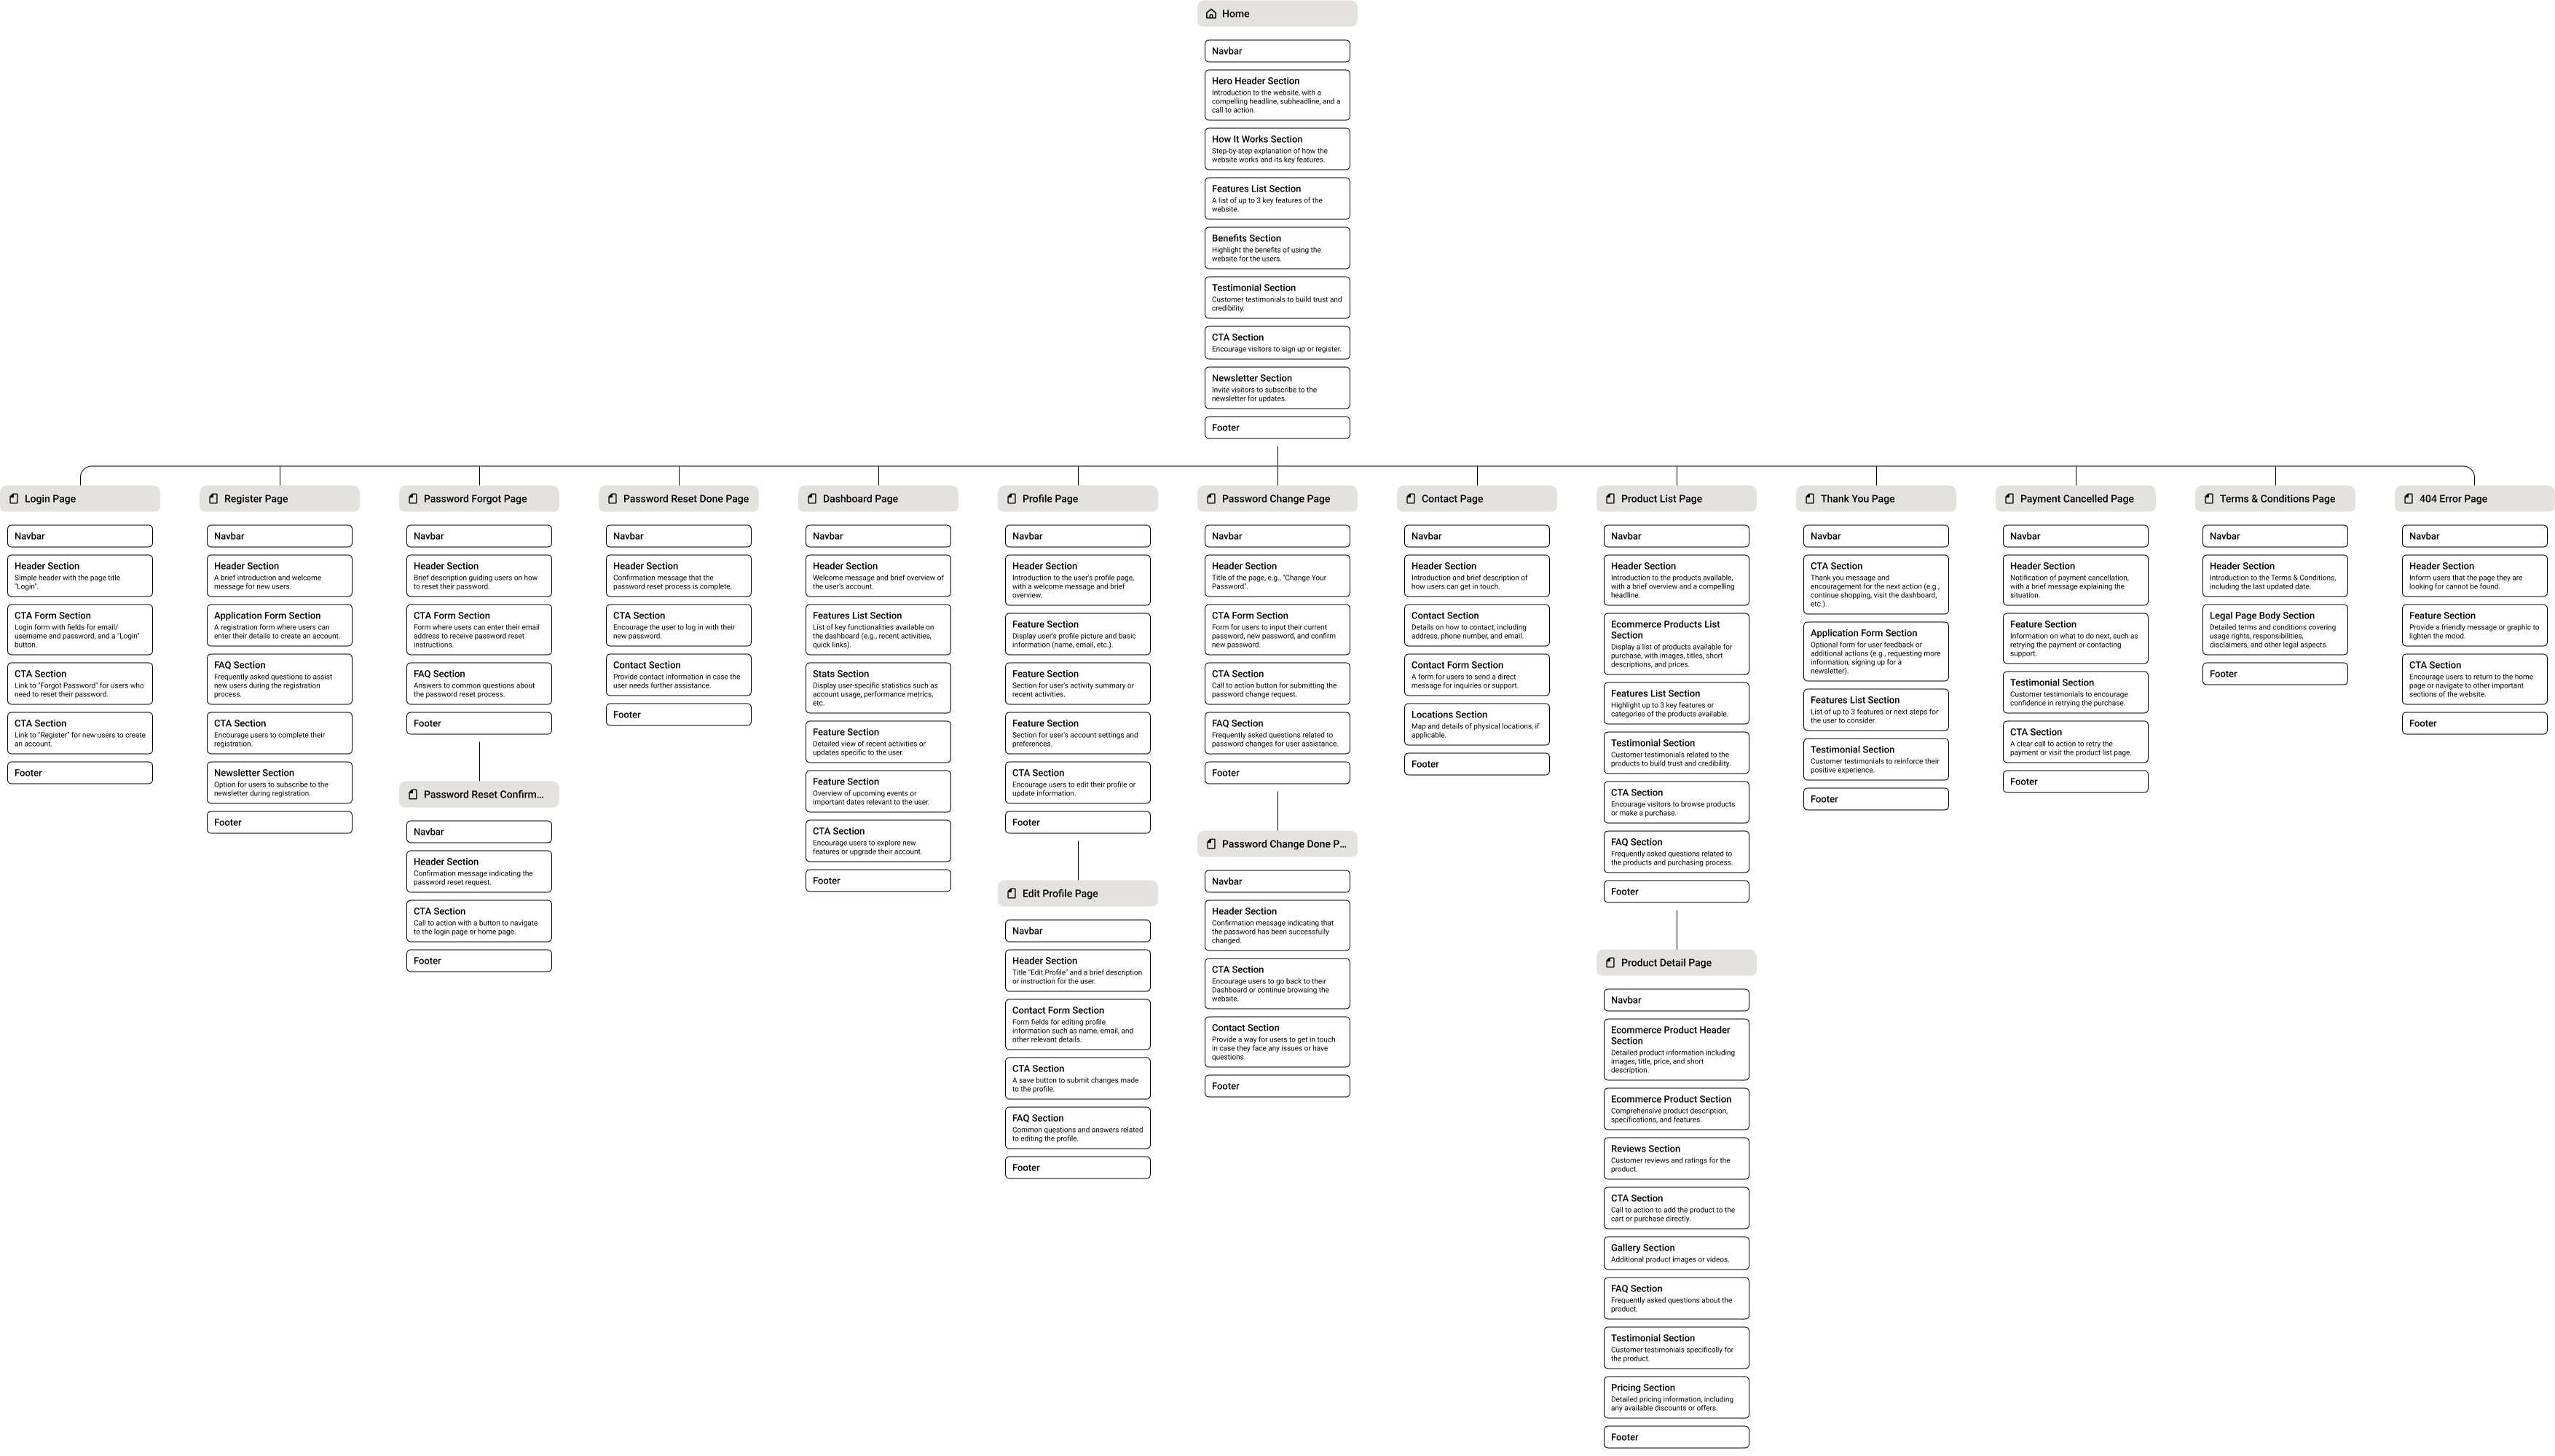 Home
Navbar
Hero Header Section
Introduction to the website, with a
compelling headline, subheadline, and a
call to action.
How It Works Section
Step-by-step explanation of how the
website works and its key features.
Features List Section
A list of up to 3 key features of the
website.
Benefits Section
Highlight the benefits of using the
website for the users.
Testimonial Section
Customer testimonials to build trust and
credibility.
CTA Section
Encourage visitors to sign up or register.
Newsletter Section
Invite visitors to subscribe to the
newsletter for updates.
Footer
Login Page
Navbar
Header Section
Simple header with the page title
"Login".
CTA Form Section
Login form with fields for email/
username and password, and a "Login"
button.
CTA Section
Link to "Forgot Password" for users who
need to reset their password.
CTA Section
Link to "Register" for new users to create
an account.
Footer
Register Page
Navbar
Header Section
A brief introduction and welcome
message for new users.
Application Form Section
A registration form where users can
enter their details to create an account.
FAQ Section
Frequently asked questions to assist
new users during the registration
process.
CTA Section
Encourage users to complete their
registration.
Newsletter Section
Option for users to subscribe to the
newsletter during registration.
Footer
Password Forgot Page
Navbar
Header Section
Brief description guiding users on how
to reset their password.
CTA Form Section
Form where users can enter their email
address to receive password reset
instructions.
FAQ Section
Answers to common questions about
the password reset process.
Footer
Password Reset Confirm...
Navbar
Header Section
Confirmation message indicating the
password reset request.
CTA Section
Call to action with a button to navigate
to the login page or home page.
Footer
Password Reset Done Page
Navbar
Header Section
Confirmation message that the
password reset process is complete.
CTA Section
Encourage the user to log in with their
new password.
Contact Section
Provide contact information in case the
user needs further assistance.
Footer
Dashboard Page
Navbar
Header Section
Welcome message and brief overview of
the user's account.
Features List Section
List of key functionalities available on
the dashboard (e.g., recent activities,
quick links).
Stats Section
Display user-specific statistics such as
account usage, performance metrics,
etc.
Feature Section
Detailed view of recent activities or
updates specific to the user.
Feature Section
Overview of upcoming events or
important dates relevant to the user.
CTA Section
Encourage users to explore new
features or upgrade their account.
Footer
Profile Page
Navbar
Header Section
Introduction to the user's profile page,
with a welcome message and brief
overview.
Feature Section
Display user's profile picture and basic
information (name, email, etc.).
Feature Section
Section for user's activity summary or
recent activities.
Feature Section
Section for user's account settings and
preferences.
CTA Section
Encourage users to edit their profile or
update information.
Footer
Edit Profile Page
Navbar
Header Section
Title "Edit Profile" and a brief description
or instruction for the user.
Contact Form Section
Form fields for editing profile
information such as name, email, and
other relevant details.
CTA Section
A save button to submit changes made
to the profile.
FAQ Section
Common questions and answers related
to editing the profile.
Footer
Password Change Page
Navbar
Header Section
Title of the page, e.g., "Change Your
Password".
CTA Form Section
Form for users to input their current
password, new password, and confirm
new password.
CTA Section
Call to action button for submitting the
password change request.
FAQ Section
Frequently asked questions related to
password changes for user assistance.
Footer
Password Change Done P...
Navbar
Header Section
Confirmation message indicating that
the password has been successfully
changed.
CTA Section
Encourage users to go back to their
Dashboard or continue browsing the
website.
Contact Section
Provide a way for users to get in touch
in case they face any issues or have
questions.
Footer
Contact Page
Navbar
Header Section
Introduction and brief description of
how users can get in touch.
Contact Section
Details on how to contact, including
address, phone number, and email.
Contact Form Section
A form for users to send a direct
message for inquiries or support.
Locations Section
Map and details of physical locations, if
applicable.
Footer
Product List Page
Navbar
Header Section
Introduction to the products available,
with a brief overview and a compelling
headline.
Ecommerce Products List
Section
Display a list of products available for
purchase, with images, titles, short
descriptions, and prices.
Features List Section
Highlight up to 3 key features or
categories of the products available.
Testimonial Section
Customer testimonials related to the
products to build trust and credibility.
CTA Section
Encourage visitors to browse products
or make a purchase.
FAQ Section
Frequently asked questions related to
the products and purchasing process.
Footer
Product Detail Page
Navbar
Ecommerce Product Header
Section
Detailed product information including
images, title, price, and short
description.
Ecommerce Product Section
Comprehensive product description,
specifications, and features.
Reviews Section
Customer reviews and ratings for the
product.
CTA Section
Call to action to add the product to the
cart or purchase directly.
Gallery Section
Additional product images or videos.
FAQ Section
Frequently asked questions about the
product.
Testimonial Section
Customer testimonials specifically for
the product.
Pricing Section
Detailed pricing information, including
any available discounts or offers.
Footer
Thank You Page
Navbar
CTA Section
Thank you message and
encouragement for the next action (e.g.,
continue shopping, visit the dashboard,
etc.).
Application Form Section
Optional form for user feedback or
additional actions (e.g., requesting more
information, signing up for a
newsletter).
Features List Section
List of up to 3 features or next steps for
the user to consider.
Testimonial Section
Customer testimonials to reinforce their
positive experience.
Footer
Payment Cancelled Page
Navbar
Header Section
Notification of payment cancellation,
with a brief message explaining the
situation.
Feature Section
Information on what to do next, such as
retrying the payment or contacting
support.
Testimonial Section
Customer testimonials to encourage
confidence in retrying the purchase.
CTA Section
A clear call to action to retry the
payment or visit the product list page.
Footer
Terms & Conditions Page
Navbar
Header Section
Introduction to the Terms & Conditions,
including the last updated date.
Legal Page Body Section
Detailed terms and conditions covering
usage rights, responsibilities,
disclaimers, and other legal aspects.
Footer
404 Error Page
Navbar
Header Section
Inform users that the page they are
looking for cannot be found.
Feature Section
Provide a friendly message or graphic to
lighten the mood.
CTA Section
Encourage users to return to the home
page or navigate to other important
sections of the website.
Footer